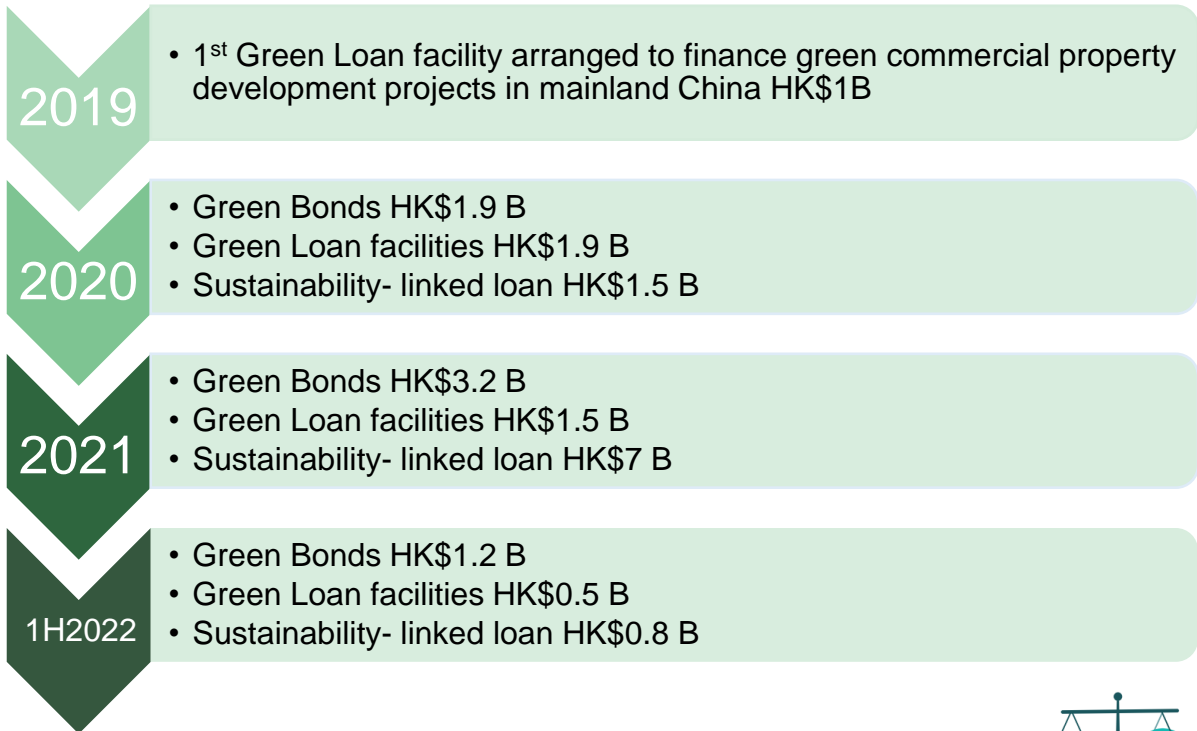 2019
• 1st Green Loan facility arranged to finance green commercial property
development projects in mainland China HK$1B
2020
• Green Bonds HK$1.9 B
• Green Loan facilities HK$1.9 B
• Sustainability- linked loan HK$1.5 B
2021
• Green Bonds HK$3.2 B
• Green Loan facilities HK$1.5 B
• Sustainability- linked loan HK$7 B
1H2022
• Green Bonds HK$1.2 B
• Green Loan facilities HK$0.5 B
• Sustainability- linked loan HK$0.8 B